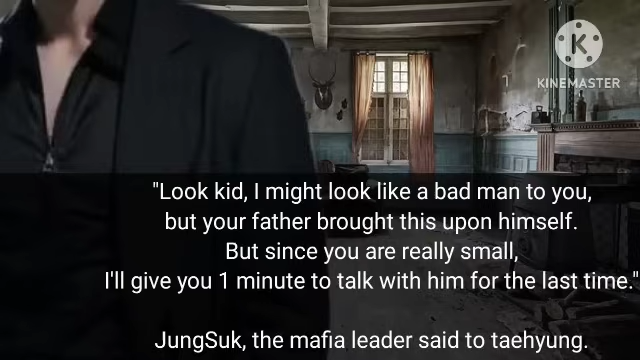 KINEMASTER
"Look kid, I might look like a bad man to you,
but your father brought this upon himself.
But since you are really small,
I'll give you 1 minute to talk with him for the last time."
JungSuk, the mafia leader said to taehyung.